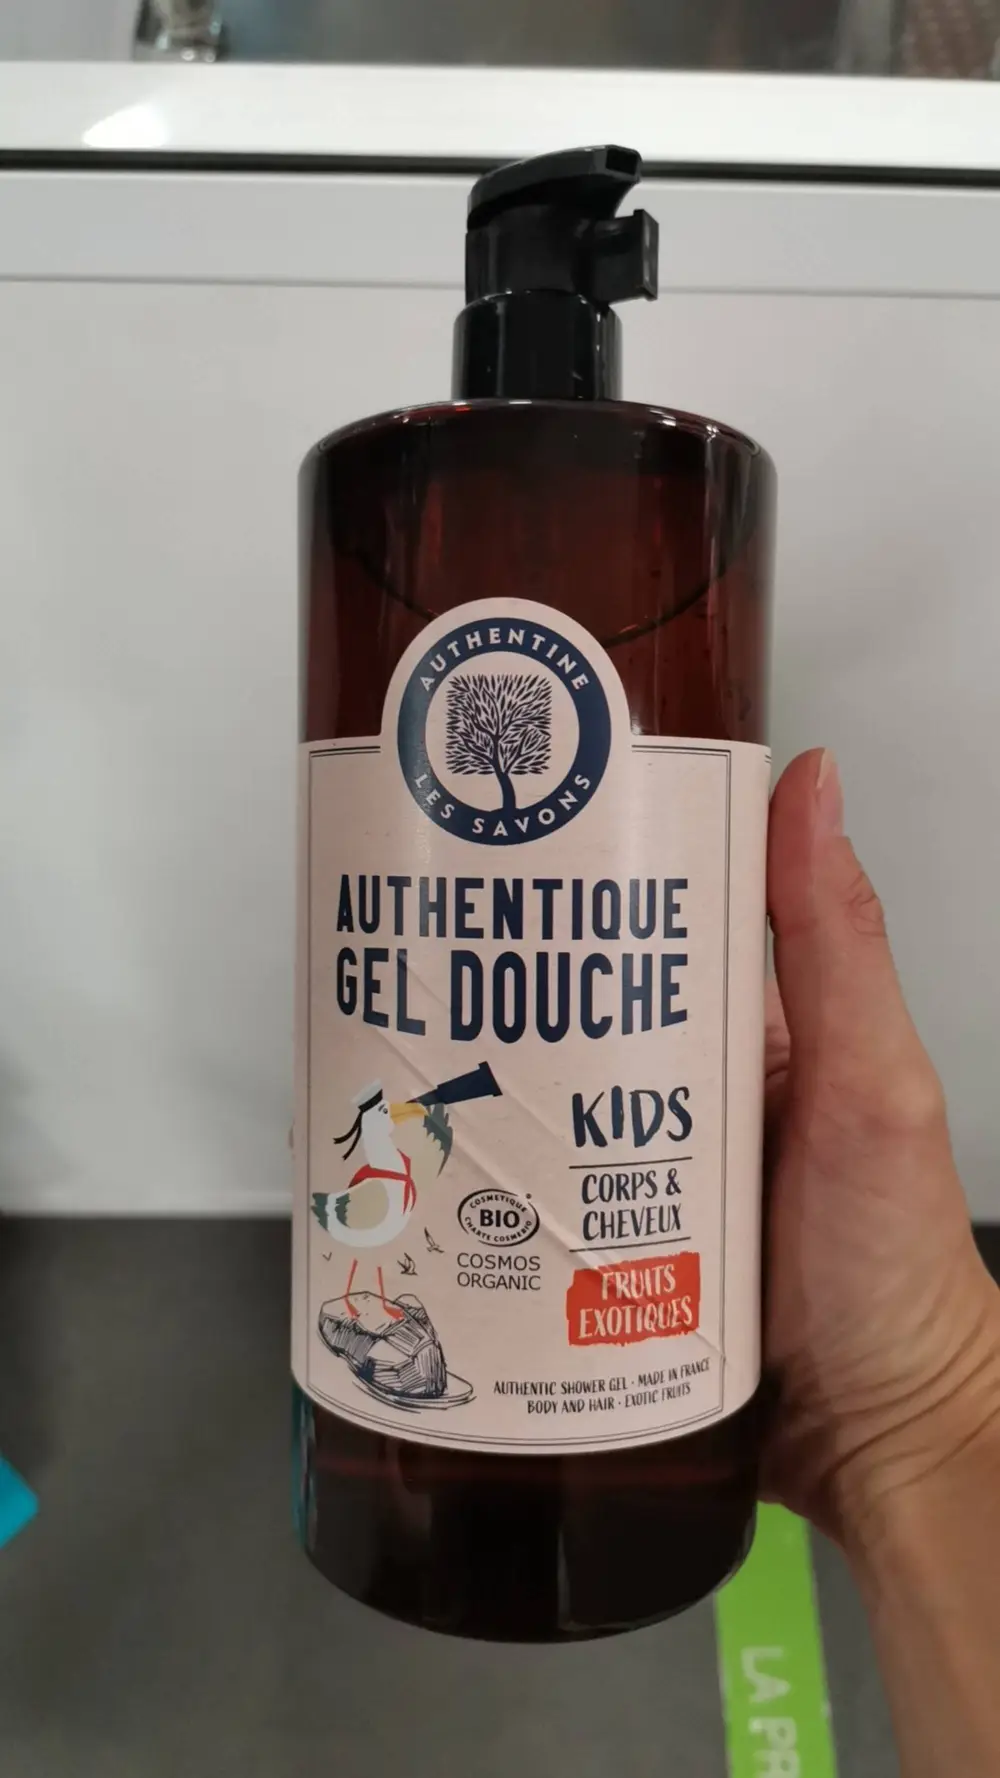 AUTHENTINE
LES SAVONS
AUTHENTIQUE
GEL DOUCHE
KIDS
CORPS &
CHEVEUX
COSMETIQUE
BIO
CHARTE COSMEBIO
COSMOS
ORGANIC
FRUITS
EXOTIQUES
AUTHENTIC SHOWER GEL · MADE IN FRANCE
BODY AND HAIR · EXOTIC FRUITS
LA PR